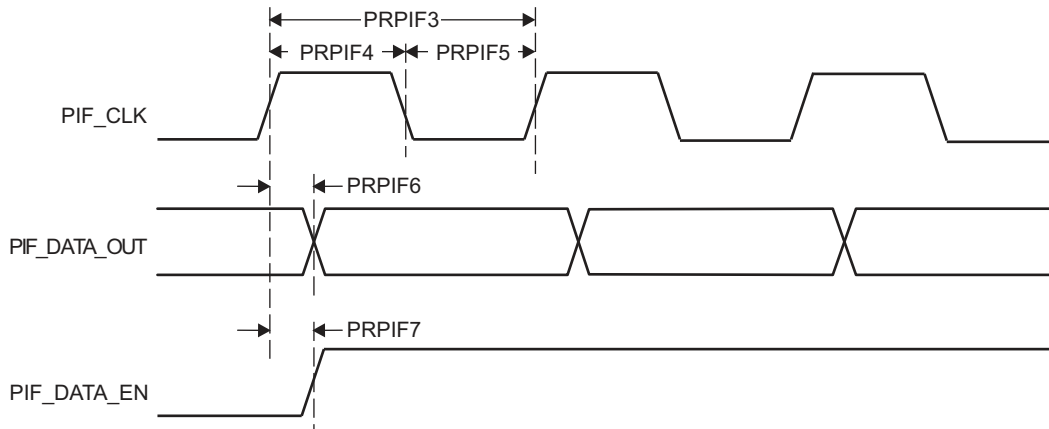 PRPIF3
PRPIF4 PRPIF5
PIF_CLK
PRPIF6
PIF_DATA_OUT
PRPIF7
PIF_DATA_EN